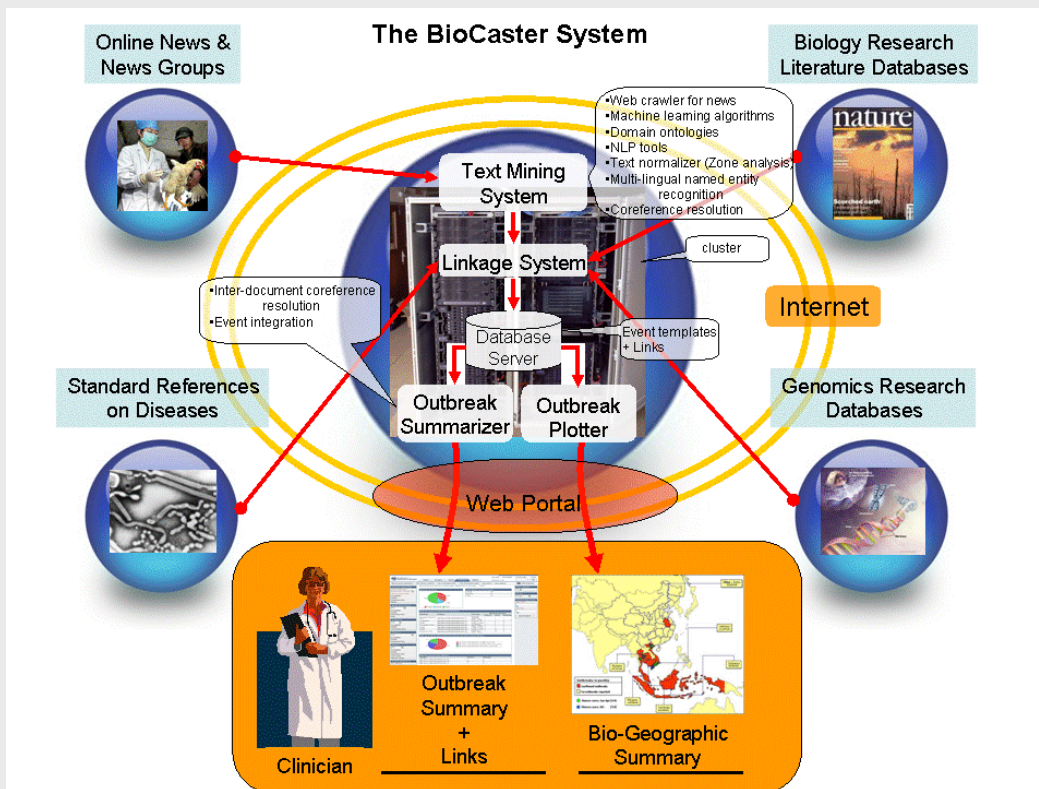 The BioCaster System
Online News &
News Groups
Biology Research
Literature Databases
•Web crawler for news
•Machine learning algorithms
•Domain ontologies
•NLP tools
•Text normalizer (Zone analysis)
•Multi-lingual named entity
recognition
•Coreference resolution
nature
Scorched earth
Text Mining
System
cluster
Linkage System
•Inter-document coreference
resolution
•Event integration
Internet
Database
Server
Event templates
+ Links
Standard References
on Diseases
Genomics Research
Databases
Outbreak
Summarizer
Outbreak
Plotter
Web Portal
Outbreak
Summary
+
Links
Bio-Geographic
Summary
Clinician